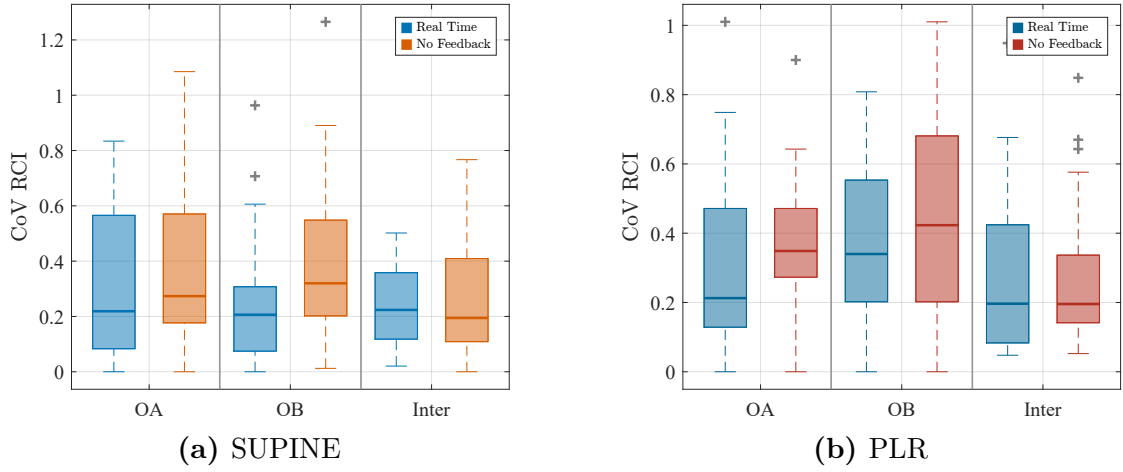 CoV RCI
1.2
1
0.8
0.6
0.4
0.2
0
Real Time
No Feedback
OA
OB
Inter
(a) SUPINE
CoV RCI
1
0.8
0.6
0.4
0.2
0
Real Time
No Feedback
OA
OB
Inter
(b) PLR